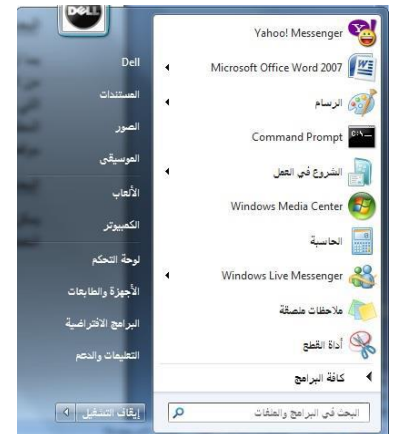 DELL
Yahoo! Messenger
Microsoft Office Word 2007
الرسام
Command Prompt
C:\
الشروع في العمل
Windows Media Center
الحاسبة
Windows Live Messenger
ملاحظات ملصقة
أداة القطع
كافة البرامج
البحث في البرامج والملفات
Dell
المستندات
الصور
الموسيقى
الألعاب
الكمبيوتر
لوحة التحكم
الأجهزة والطابعات
البرامج الافتراضية
التعليمات والدعم
إيقاف التشغيل